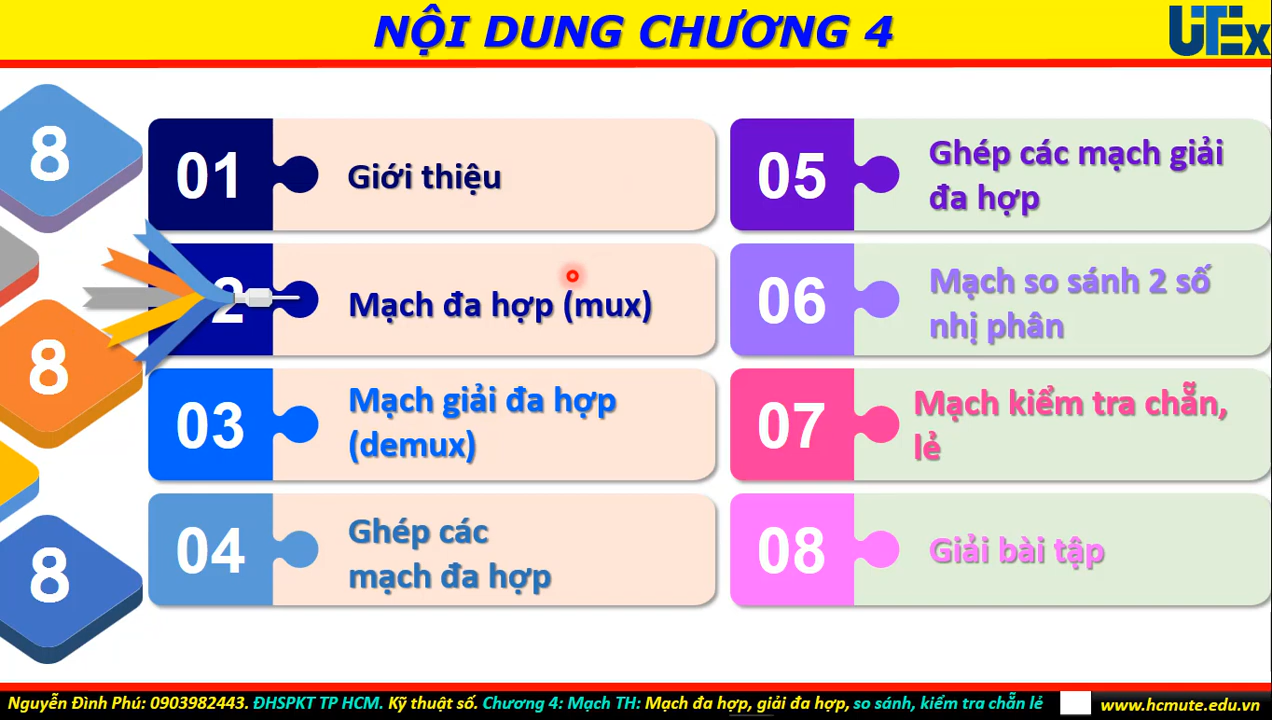 NỘI DUNG CHƯƠNG 4
UTEx
8
8
8
01
Giới thiệu
2
Mạch đa hợp (mux)
03
Mạch giải đa hợp
(demux)
04
Ghép các
mạch đa hợp
05
Ghép các mạch giải
đa hợp
06
Mạch so sánh 2 số
nhị phân
07
Mạch kiểm tra chẵn,
lẻ
08
Giải bài tập
Nguyễn Đình Phú: 0903982443. ĐHSPKT TP HCM. Kỹ thuật số. Chương 4: Mạch TH: Mạch đa hợp, giải đa hợp, so sánh, kiểm tra chẵn lẻ
www.hcmute.edu.vn